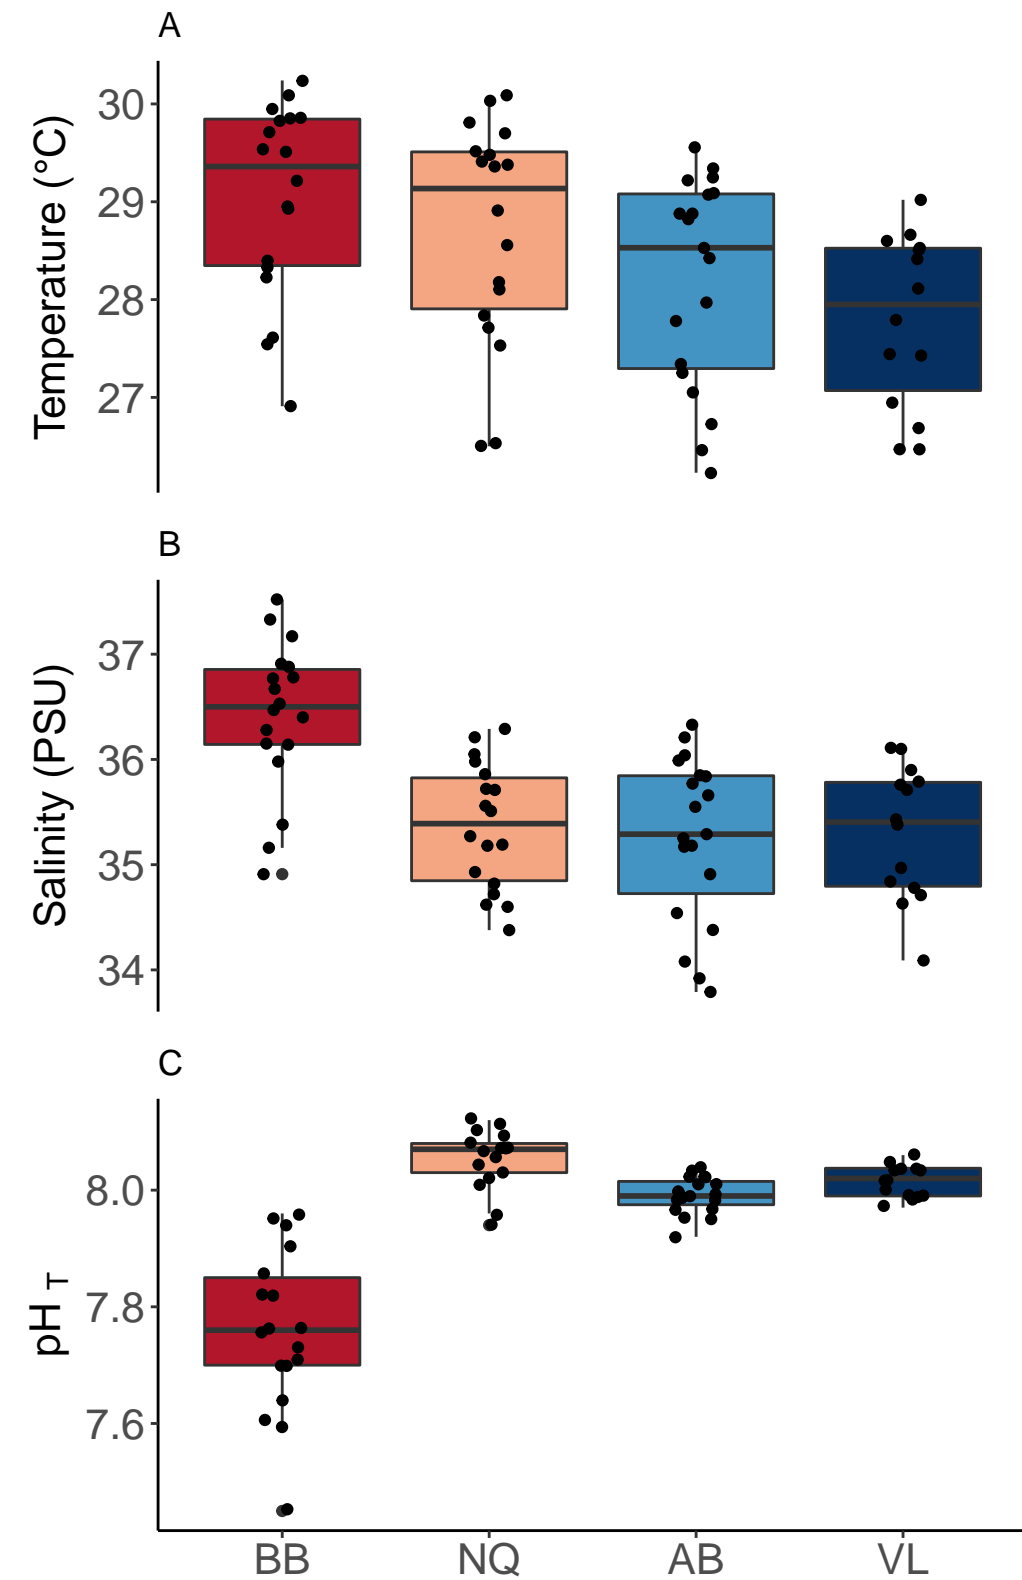 A
Temperature (°C)
30
29
28
27
B
Salinity (PSU)
37
36
35
34
C
pH T
8.0
7.8
7.6
BB NQ AB VL